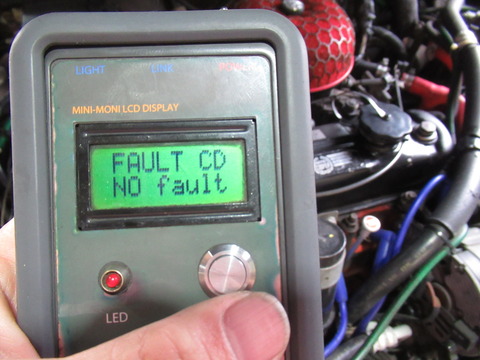 LIGHT LINK
MINI-MONI LCD DISPLAY
FAULT CD
NO fault
LED